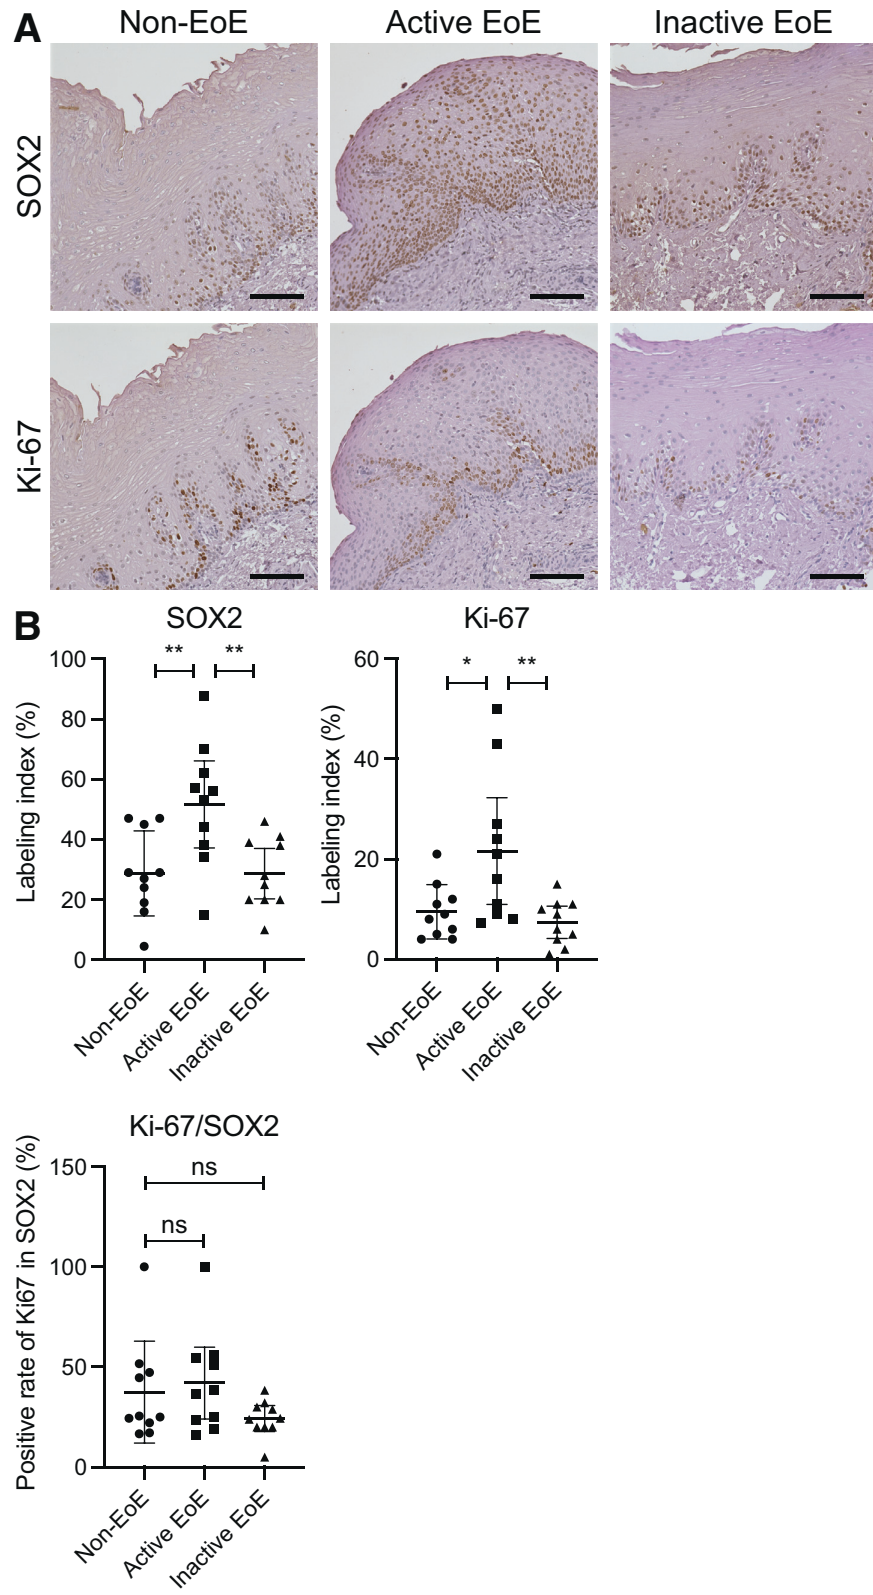 A
Non-EoE
Active EoE
Inactive EoE
SOX2
Ki-67
B
SOX2
Labeling index (%)
100
80
60
40
20
0
**
**
Non-EoE
Active EoE
Inactive EoE
Ki-67
Labeling index (%)
60
40
20
0
*
**
Non-EoE
Active EoE
Inactive EoE
Ki-67/SOX2
Positive rate of Ki67 in SOX2 (%)
150
100
50
0
ns
ns
Non-EoE
Active EoE
Inactive EoE